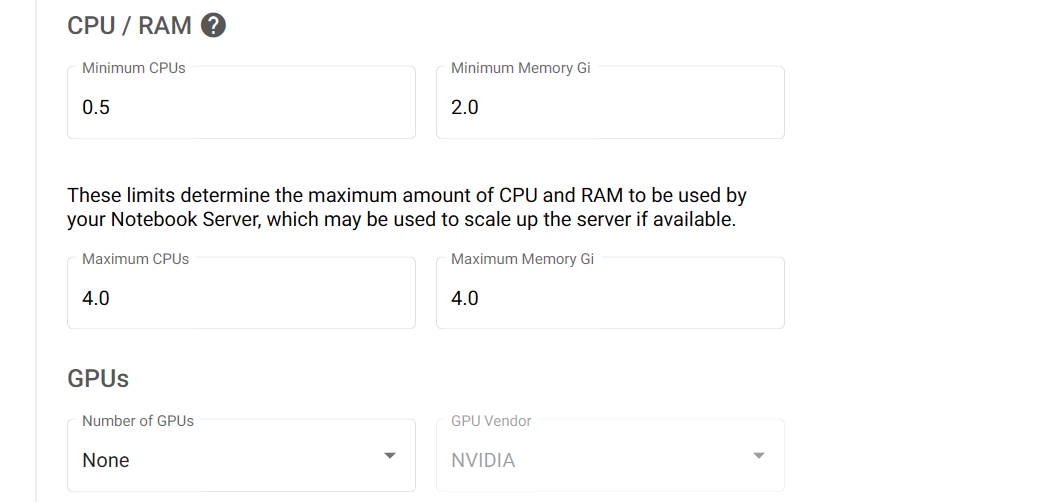 CPU / RAM ?
Minimum CPUs
0.5
Minimum Memory Gi
2.0
These limits determine the maximum amount of CPU and RAM to be used by
your Notebook Server, which may be used to scale up the server if available.
Maximum CPUs
4.0
Maximum Memory Gi
4.0
GPUs
Number of GPUs
None
GPU Vendor
NVIDIA